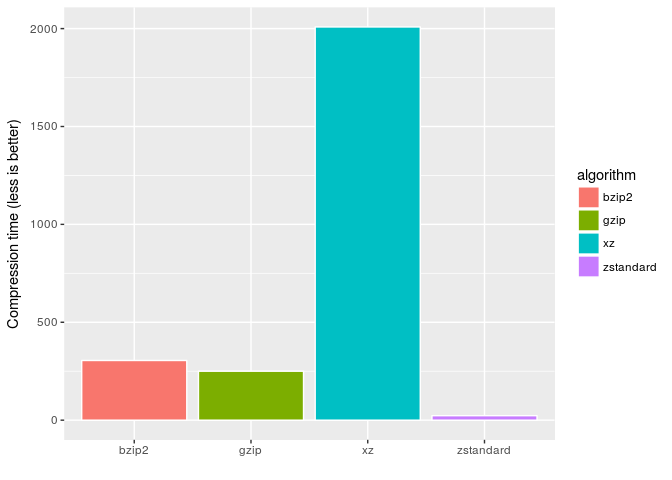 Compression time (less is better)
2000
1500
1000
500
0
bzip2 gzip xz zstandard
algorithm
bzip2
gzip
xz
zstandard